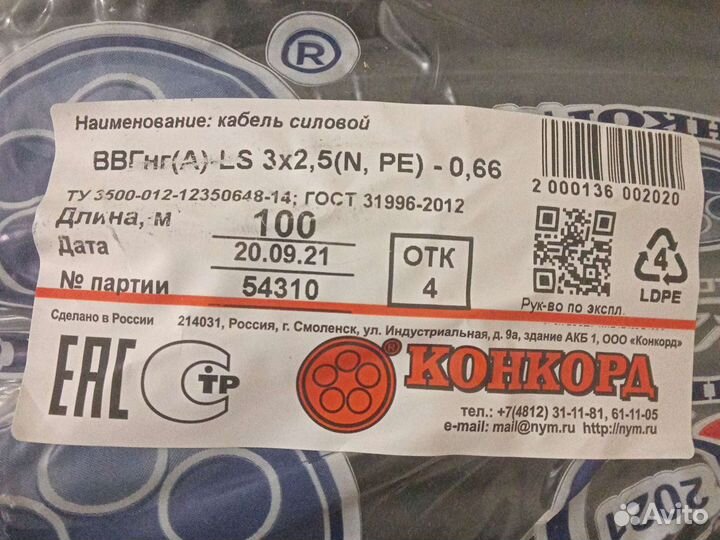 ®
Наименование: кабель силовой
ВВГнг(А)-LS 3х2,5(N, PE) - 0,66
ТУ 3500-012-12350648-14; ГОСТ 31996-2012
Длина, м 100
Дата 20.09.21
№ партии 54310
ОТК
4
2 000136 002020
Рук-во по экспл.
4
LDPE
Сделано в России
214031, Россия, г. Смоленск, ул. Индустриальная, д. 9а, здание АКБ 1, ООО «Конкорд»
ЕАС
С ТР
® КОНКОРД
тел.: +7(4812) 31-11-81, 61-11-05
e-mail: mail@nym.ru http://nym.ru
2021
Avito